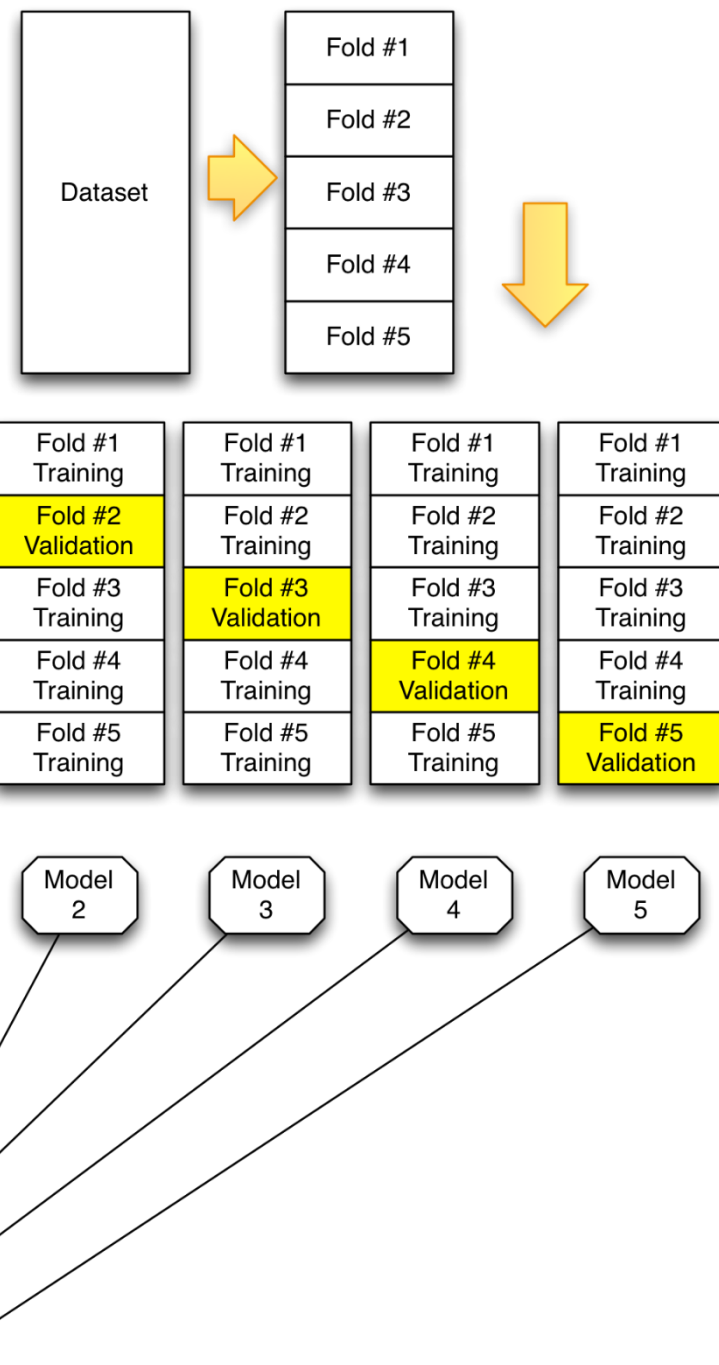 Dataset
Fold #1
Fold #2
Fold #3
Fold #4
Fold #5
Fold #1
Training
Fold #2
Validation
Fold #3
Training
Fold #4
Training
Fold #5
Training
Fold #1
Training
Fold #2
Training
Fold #3
Validation
Fold #4
Training
Fold #5
Training
Fold #1
Training
Fold #2
Training
Fold #3
Training
Fold #4
Validation
Fold #5
Training
Fold #1
Training
Fold #2
Training
Fold #3
Training
Fold #4
Training
Fold #5
Validation
Model
2
Model
3
Model
4
Model
5